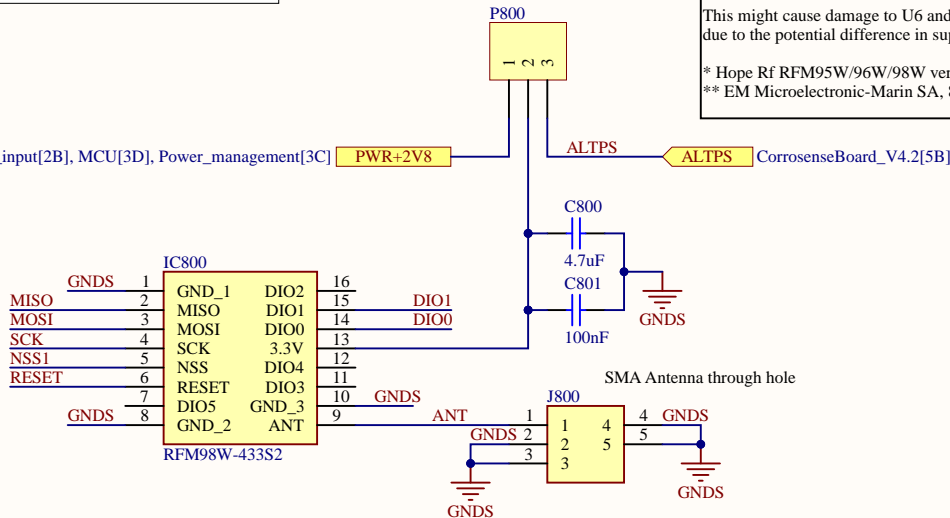 P800
1 2 3
This might cause damage to U6 and
due to the potential difference in su
* Hope Rf RFM95W/96W/98W ver
** EM Microelectronic-Marin SA,
_input[2B], MCU[3D], Power_management[3C] PWR+2V8
ALTPS
ALTPS CorrosenseBoard_V4.2[5B]
C800
4.7uF
C801
100nF
GNDS
IC800
GNDS 1 GND_1 DIO2 16
MISO 2 MISO DIO1 15 DIO1
MOSI 3 MOSI DIO0 14 DIO0
SCK 4 SCK 3.3V 13
NSS1 5 NSS DIO4 12
RESET 6 RESET DIO3 11
7 DIO5 GND_3 10 GNDS
GNDS 8 GND_2 ANT 9 ANT
RFM98W-433S2
SMA Antenna through hole
J800
1 1 4 4 GNDS
GNDS 2 2 5 5
3 3
GNDS
GNDS